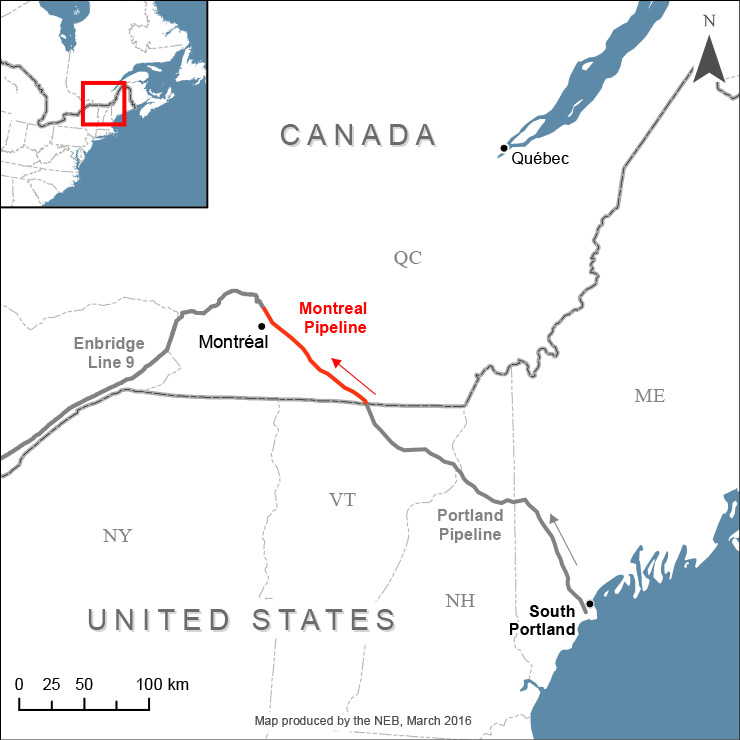 N
CANADA
Québec
QC
Montreal
Pipeline
Enbridge
Line 9
Montréal
ME
VT
Portland
Pipeline
NY
NH
South
Portland
UNITED STATES
0 25 50 100 km
Map produced by the NEB, March 2016